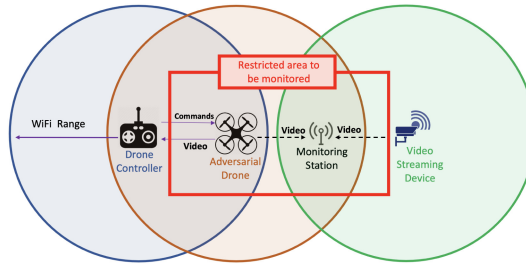 Restricted area to
be monitored
WiFi Range
Commands
Video
Drone
Controller
Adversarial
Drone
Video
Monitoring
Station
Video
Video
Streaming
Device